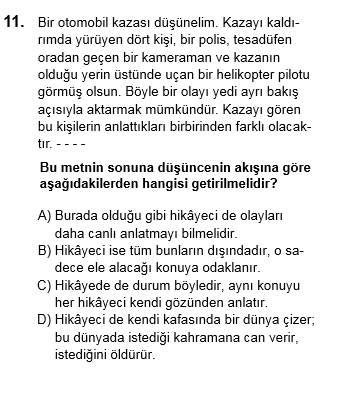 11. Bir otomobil kazası düşünelim. Kazayı kaldı-
rımda yürüyen dört kişi, bir polis, tesadüfen
oradan geçen bir kameraman ve kazanın
olduğu yerin üstünde uçan bir helikopter pilotu
görmüş olsun. Böyle bir olayı yedi ayrı bakış
açısıyla aktarmak mümkündür. Kazayı gören
bu kişilerin anlattıkları birbirinden farklı olacak-
tır. - - - -
Bu metnin sonuna düşüncenin akışına göre
aşağıdakilerden hangisi getirilmelidir?
A) Burada olduğu gibi hikâyeci de olayları
daha canlı anlatmayı bilmelidir.
B) Hikâyeci ise tüm bunların dışındadır, o sa-
dece ele alacağı konuya odaklanır.
C) Hikâyede de durum böyledir, aynı konuyu
her hikâyeci kendi gözünden anlatır.
D) Hikâyeci de kendi kafasında bir dünya çizer;
bu dünyada istediği kahramana can verir,
istediğini öldürür.